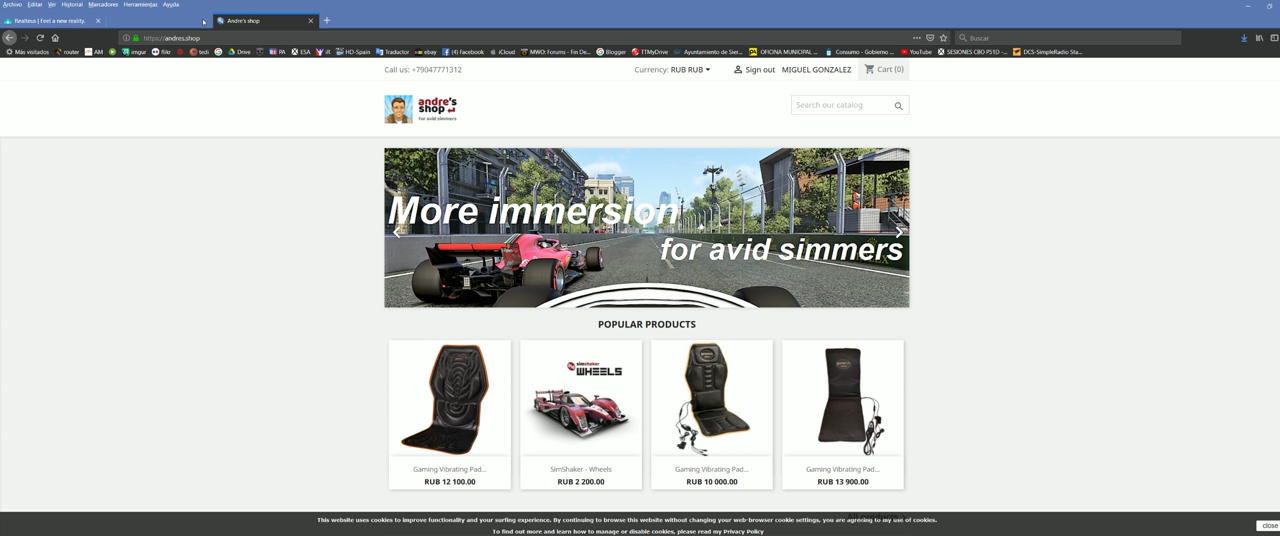 Archivo Editar Ver Historial Marcadores Herramientas Ayuda
Realteus | Feel a new reality.
Andre's shop
https://andres.shop
Buscar
Más visitados router AM imgur flikr tedi Drive PA ESA iR HD-Spain Traductor ebay (4) Facebook iCloud MWO: Forums - Fin De... Blogger TTMyDrive Ayuntamiento de Sier... OFICINA MUNICIPAL ... Consumo - Gobierno ... YouTube SESIONES CBO P51D -... DCS-SimpleRadio Sta...
Call us: +79047771312
Currency: RUB RUB
Sign out MIGUEL GONZALEZ
Cart (0)
andre's
shop
for avid simmers
Search our catalog
More immersion
for avid simmers
POPULAR PRODUCTS
simshaker
WHEELS
Gaming Vibrating Pad...
RUB 12 100.00
SimShaker - Wheels
RUB 2 200.00
Gaming Vibrating Pad...
RUB 10 000.00
Gaming Vibrating Pad...
RUB 13 900.00
All products
This website uses cookies to improve functionality and your surfing experience. By continuing to browse this website without changing your web-browser cookie settings, you are agreeing to my use of cookies.
To find out more and learn how to manage or disable cookies, please read my Privacy Policy
close